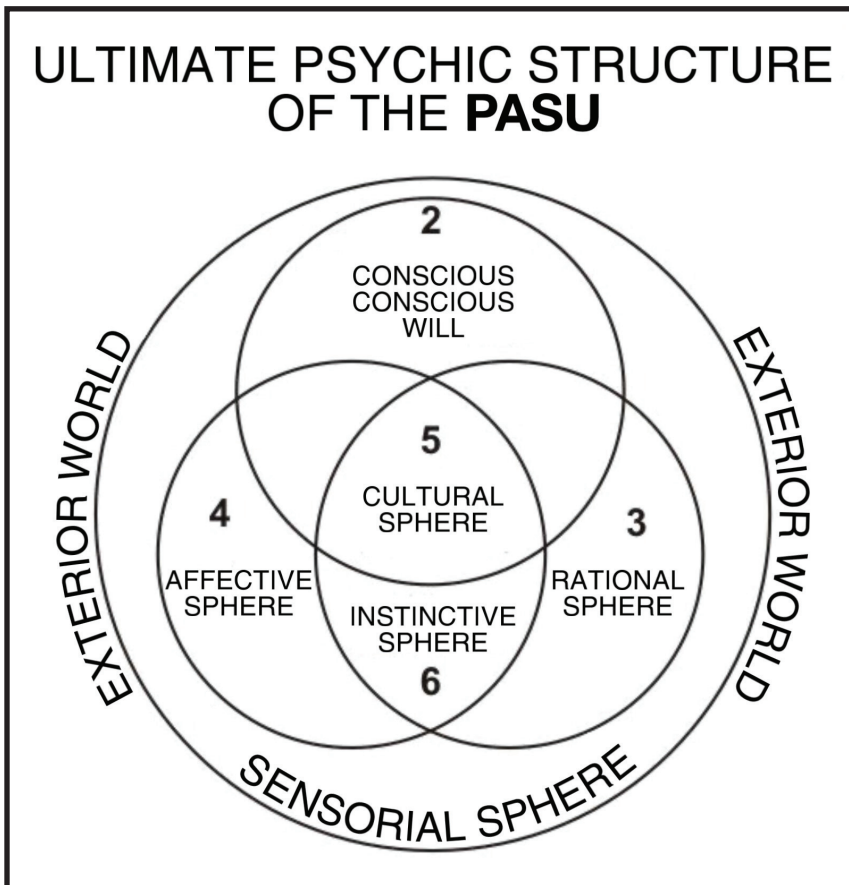 ULTIMATE PSYCHIC STRUCTURE
OF THE PASU
2
CONSCIOUS
CONSCIOUS
WILL
EXTERIOR WORLD
EXTERIOR WORLD
5
CULTURAL
SPHERE
4
AFFECTIVE
SPHERE
3
RATIONAL
SPHERE
INSTINCTIVE
SPHERE
6
SENSORIAL SPHERE